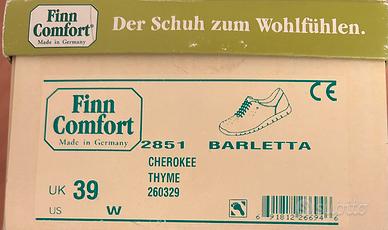 Finn
Comfort®
Made in Germany
Der Schuh zum Wohlfühlen.
Finn
Comfort
Made in Germany
CE
2851 BARLETTA
CHEROKEE
THYME
260329
UK 39
US W